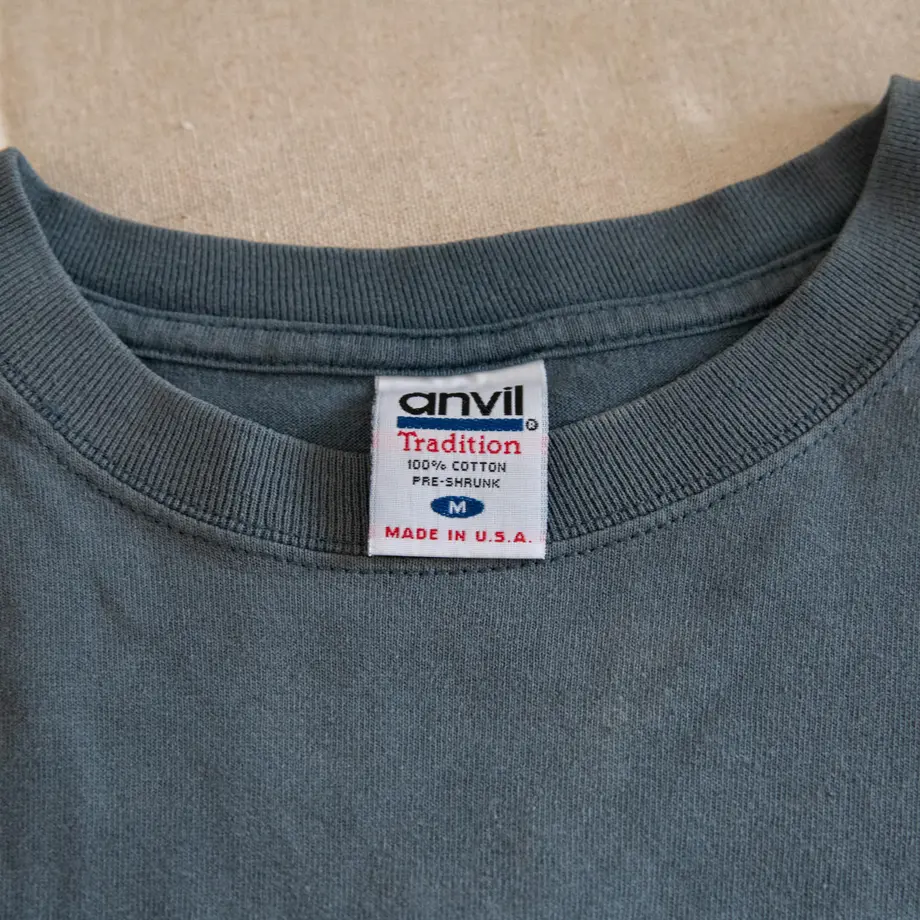 anvil®
Tradition
100% COTTON
PRE-SHRUNK
M
MADE IN U.S.A.